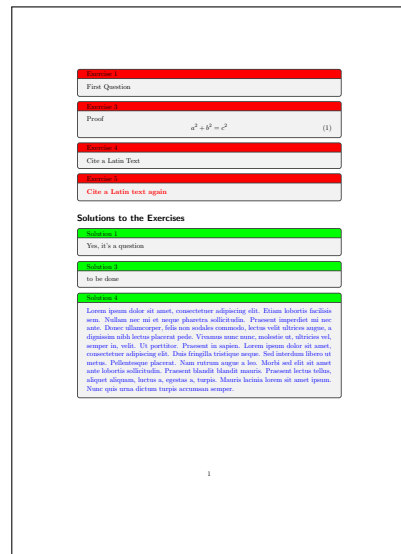 Exercise 1
First Question
Exercise 3
Proof
a² + b² = c² (1)
Exercise 4
Cite a Latin Text
Exercise 5
Cite a Latin text again
Solutions to the Exercises
Solution 1
Yes, it's a question
Solution 3
to be done
Solution 4
Lorem ipsum dolor sit amet, consectetuer adipiscing elit. Etiam lobortis facilisis
sem. Nullam nec mi et neque pharetra sollicitudin. Praesent imperdiet mi nec
ante. Donec ullamcorper, felis non sodales commodo, lectus velit ultrices augue, a
dignissim nibh lectus placerat pede. Vivamus nunc nunc, molestie ut, ultricies vel,
semper in, velit. Ut porttitor. Praesent in sapien. Lorem ipsum dolor sit amet,
consectetuer adipiscing elit. Duis fringilla tristique neque. Sed interdum libero ut
metus. Pellentesque placerat. Nam rutrum augue a leo. Morbi sed elit sit amet
ante lobortis sollicitudin. Praesent blandit blandit mauris. Praesent lectus tellus,
aliquet aliquam, luctus a, egestas a, turpis. Mauris lacinia lorem sit amet ipsum.
Nunc quis urna dictum turpis accumsan semper.
1